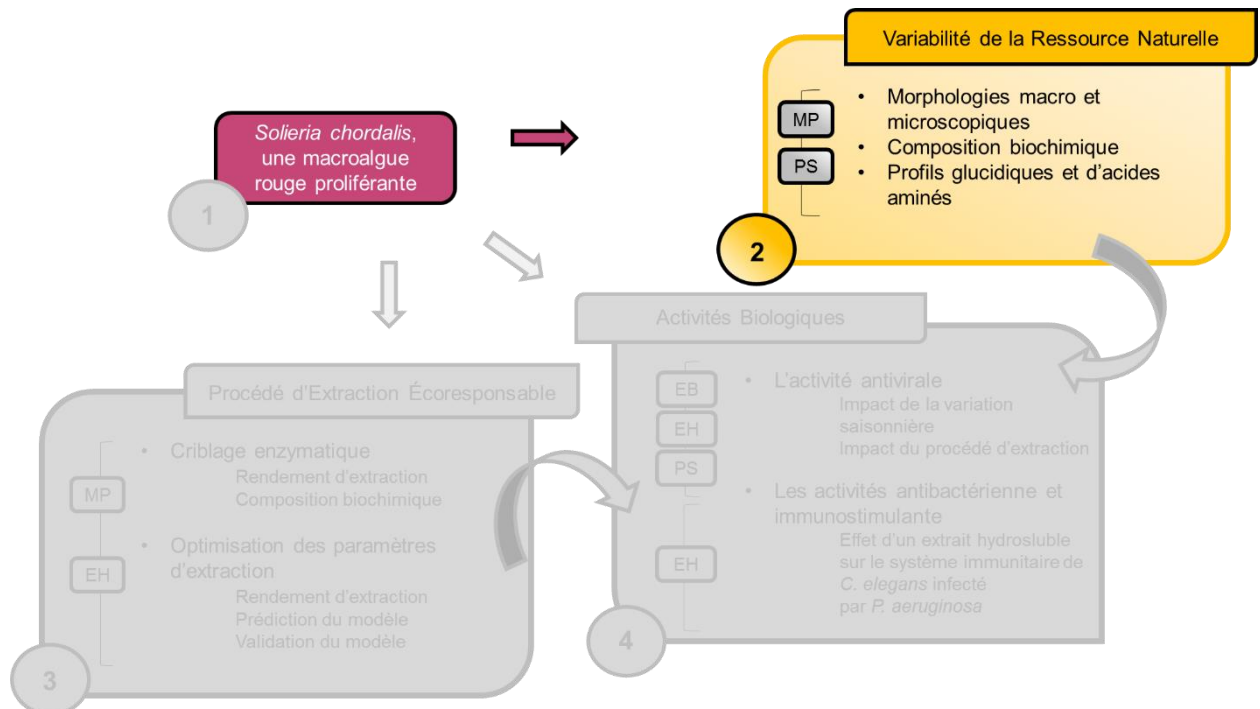 Variabilité de la Ressource Naturelle
MP
PS
• Morphologies macro et
microscopiques
• Composition biochimique
• Profils glucidiques et d'acides
aminés
2
Solieria chordalis,
une macroalgue
rouge proliférante
1
Activités Biologiques
EB
EH
PS
• L'activité antivirale
Impact de la variation
saisonnière
Impact du procédé d'extraction
• Les activités antibactérienne et
immunostimulante
EH
Effet d'un extrait hydrosluble
sur le système immunitaire de
C. elegans infecté
par P. aeruginosa
4
Procédé d'Extraction Écoresponsable
MP
• Criblage enzymatique
Rendement d'extraction
Composition biochimique
EH
• Optimisation des paramètres
d'extraction
Rendement d'extraction
Prédiction du modèle
Validation du modèle
3